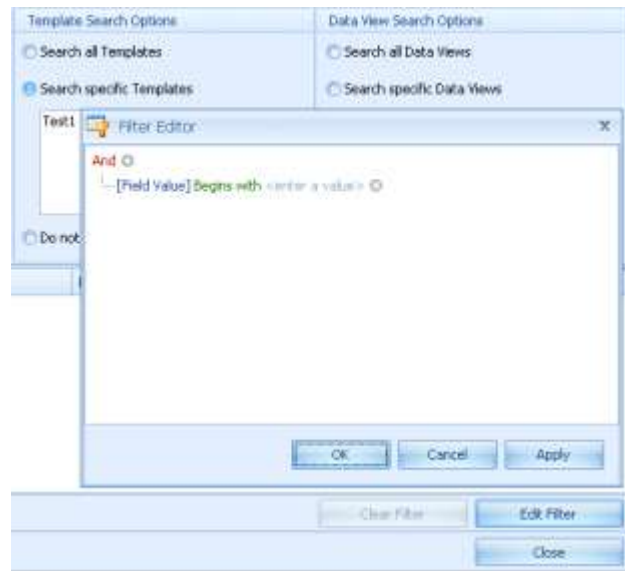 Template Search Options
Data View Search Options
Search all Templates
Search all Data Views
Search specific Templates
Search specific Data Views
Test1
Filter Editor
x
And
[Field Value] Begins with <enter a value>
Do not
OK
Cancel
Apply
Clear Filter
Edit Filter
Close